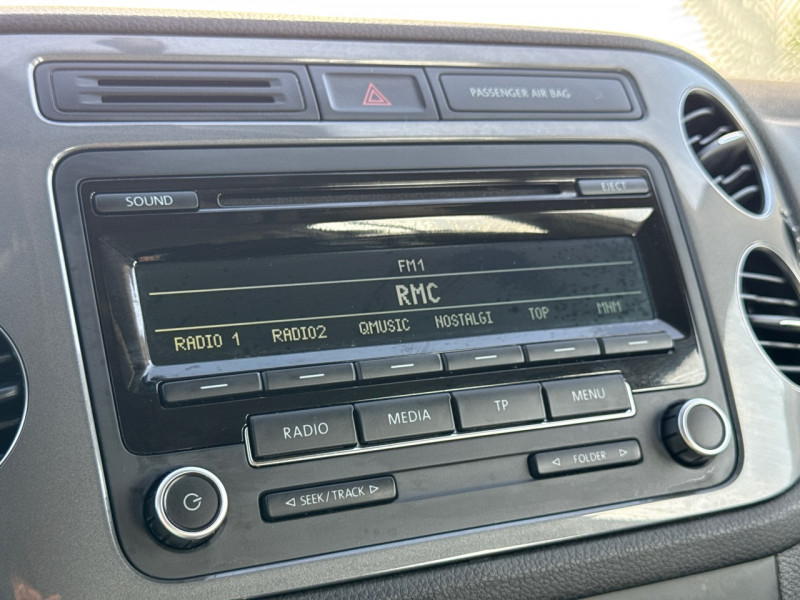 PASSENGER AIR BAG
SOUND
EJECT
FM1
RMC
RADIO 1 RADIO2 QMUSIC NOSTALGI TOP MNM
RADIO MEDIA TP MENU
SEEK/TRACK FOLDER